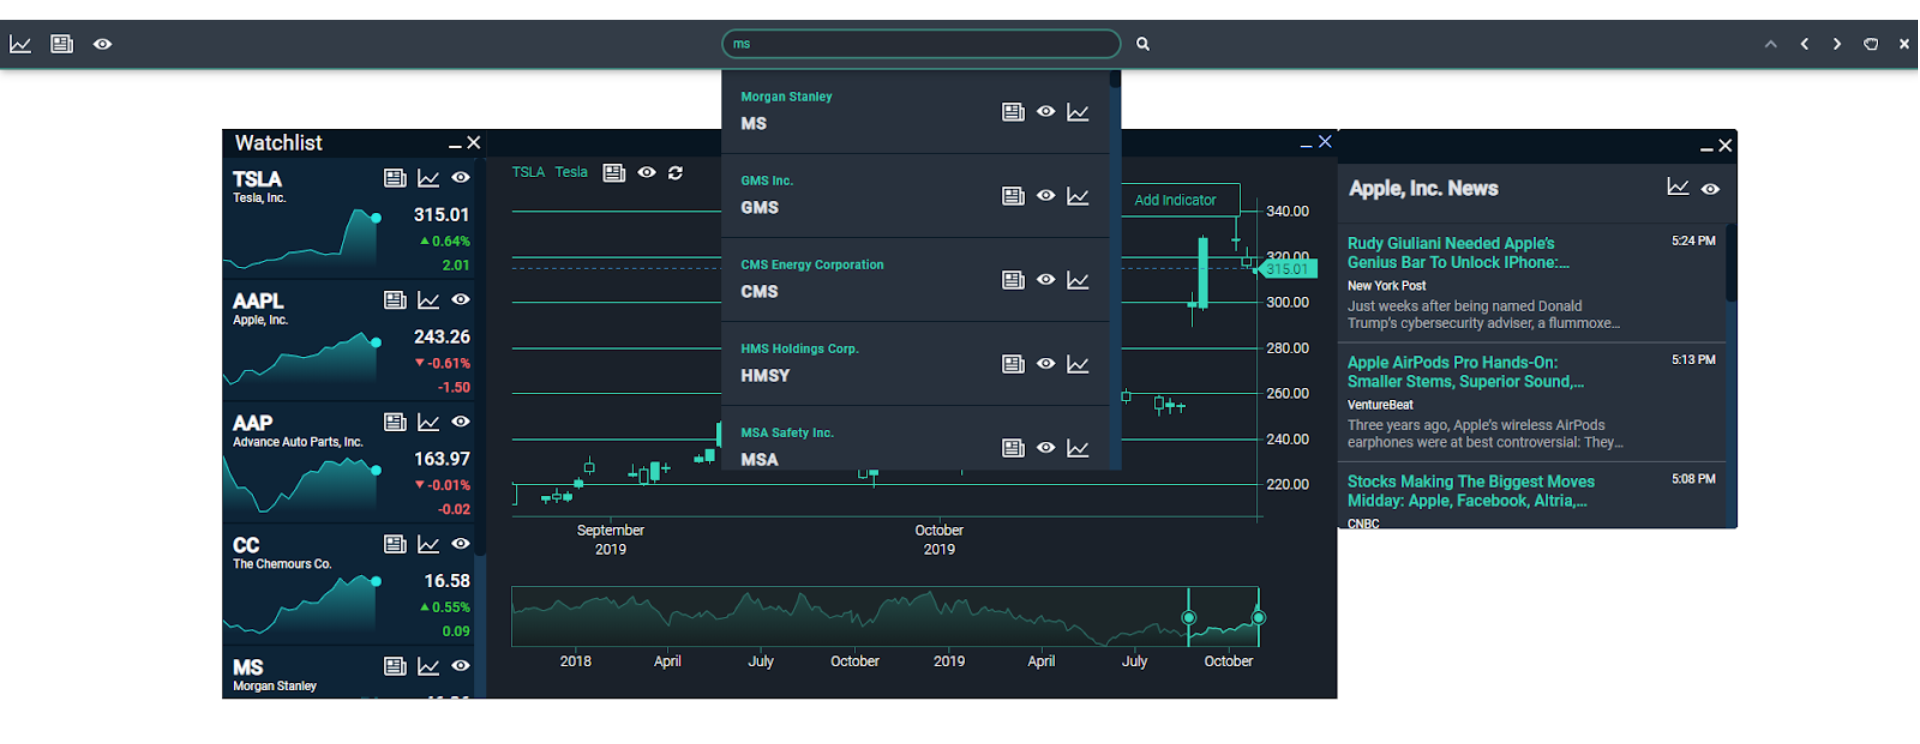 ms
Morgan Stanley
MS
GMS Inc.
GMS
CMS Energy Corporation
CMS
HMS Holdings Corp.
HMSY
MSA Safety Inc.
MSA
Watchlist
TSLA
Tesla, Inc.
315.01
▲0.64%
2.01
AAPL
Apple, Inc.
243.26
▼-0.61%
-1.50
AAP
Advance Auto Parts, Inc.
163.97
▼-0.01%
-0.02
CC
The Chemours Co.
16.58
▲0.55%
0.09
MS
Morgan Stanley
TSLA Tesla
Add Indicator
340.00
320.00
315.01
300.00
280.00
260.00
240.00
220.00
September
2019
October
2019
2018 April July October 2019 April July October
Apple, Inc. News
Rudy Giuliani Needed Apple's 5:24 PM
Genius Bar To Unlock IPhone:...
New York Post
Just weeks after being named Donald
Trump's cybersecurity adviser, a flummoxe...
Apple AirPods Pro Hands-On: 5:13 PM
Smaller Stems, Superior Sound,...
VentureBeat
Three years ago, Apple's wireless AirPods
earphones were at best controversial: They...
Stocks Making The Biggest Moves 5:08 PM
Midday: Apple, Facebook, Altria,...
CNBC